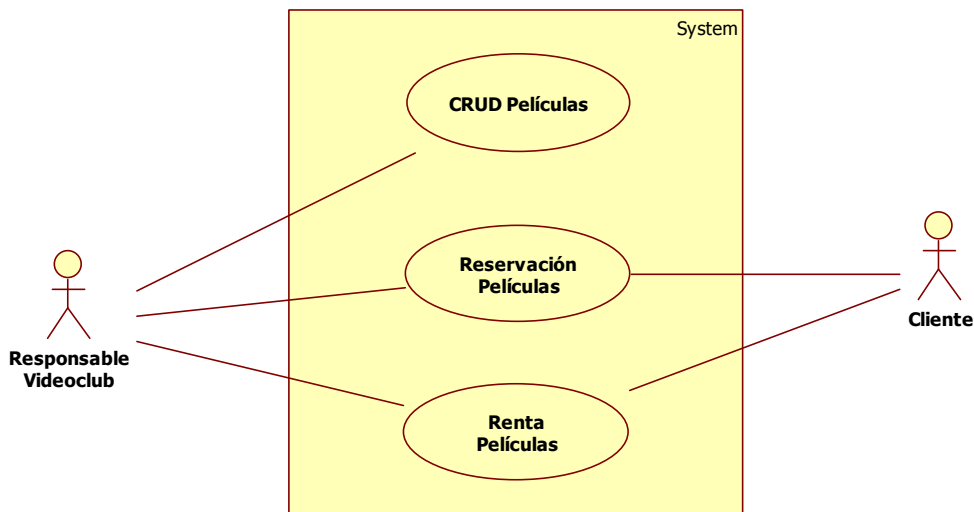 System
CRUD Películas
Reservación
Películas
Renta
Películas
Responsable
Videoclub
Cliente